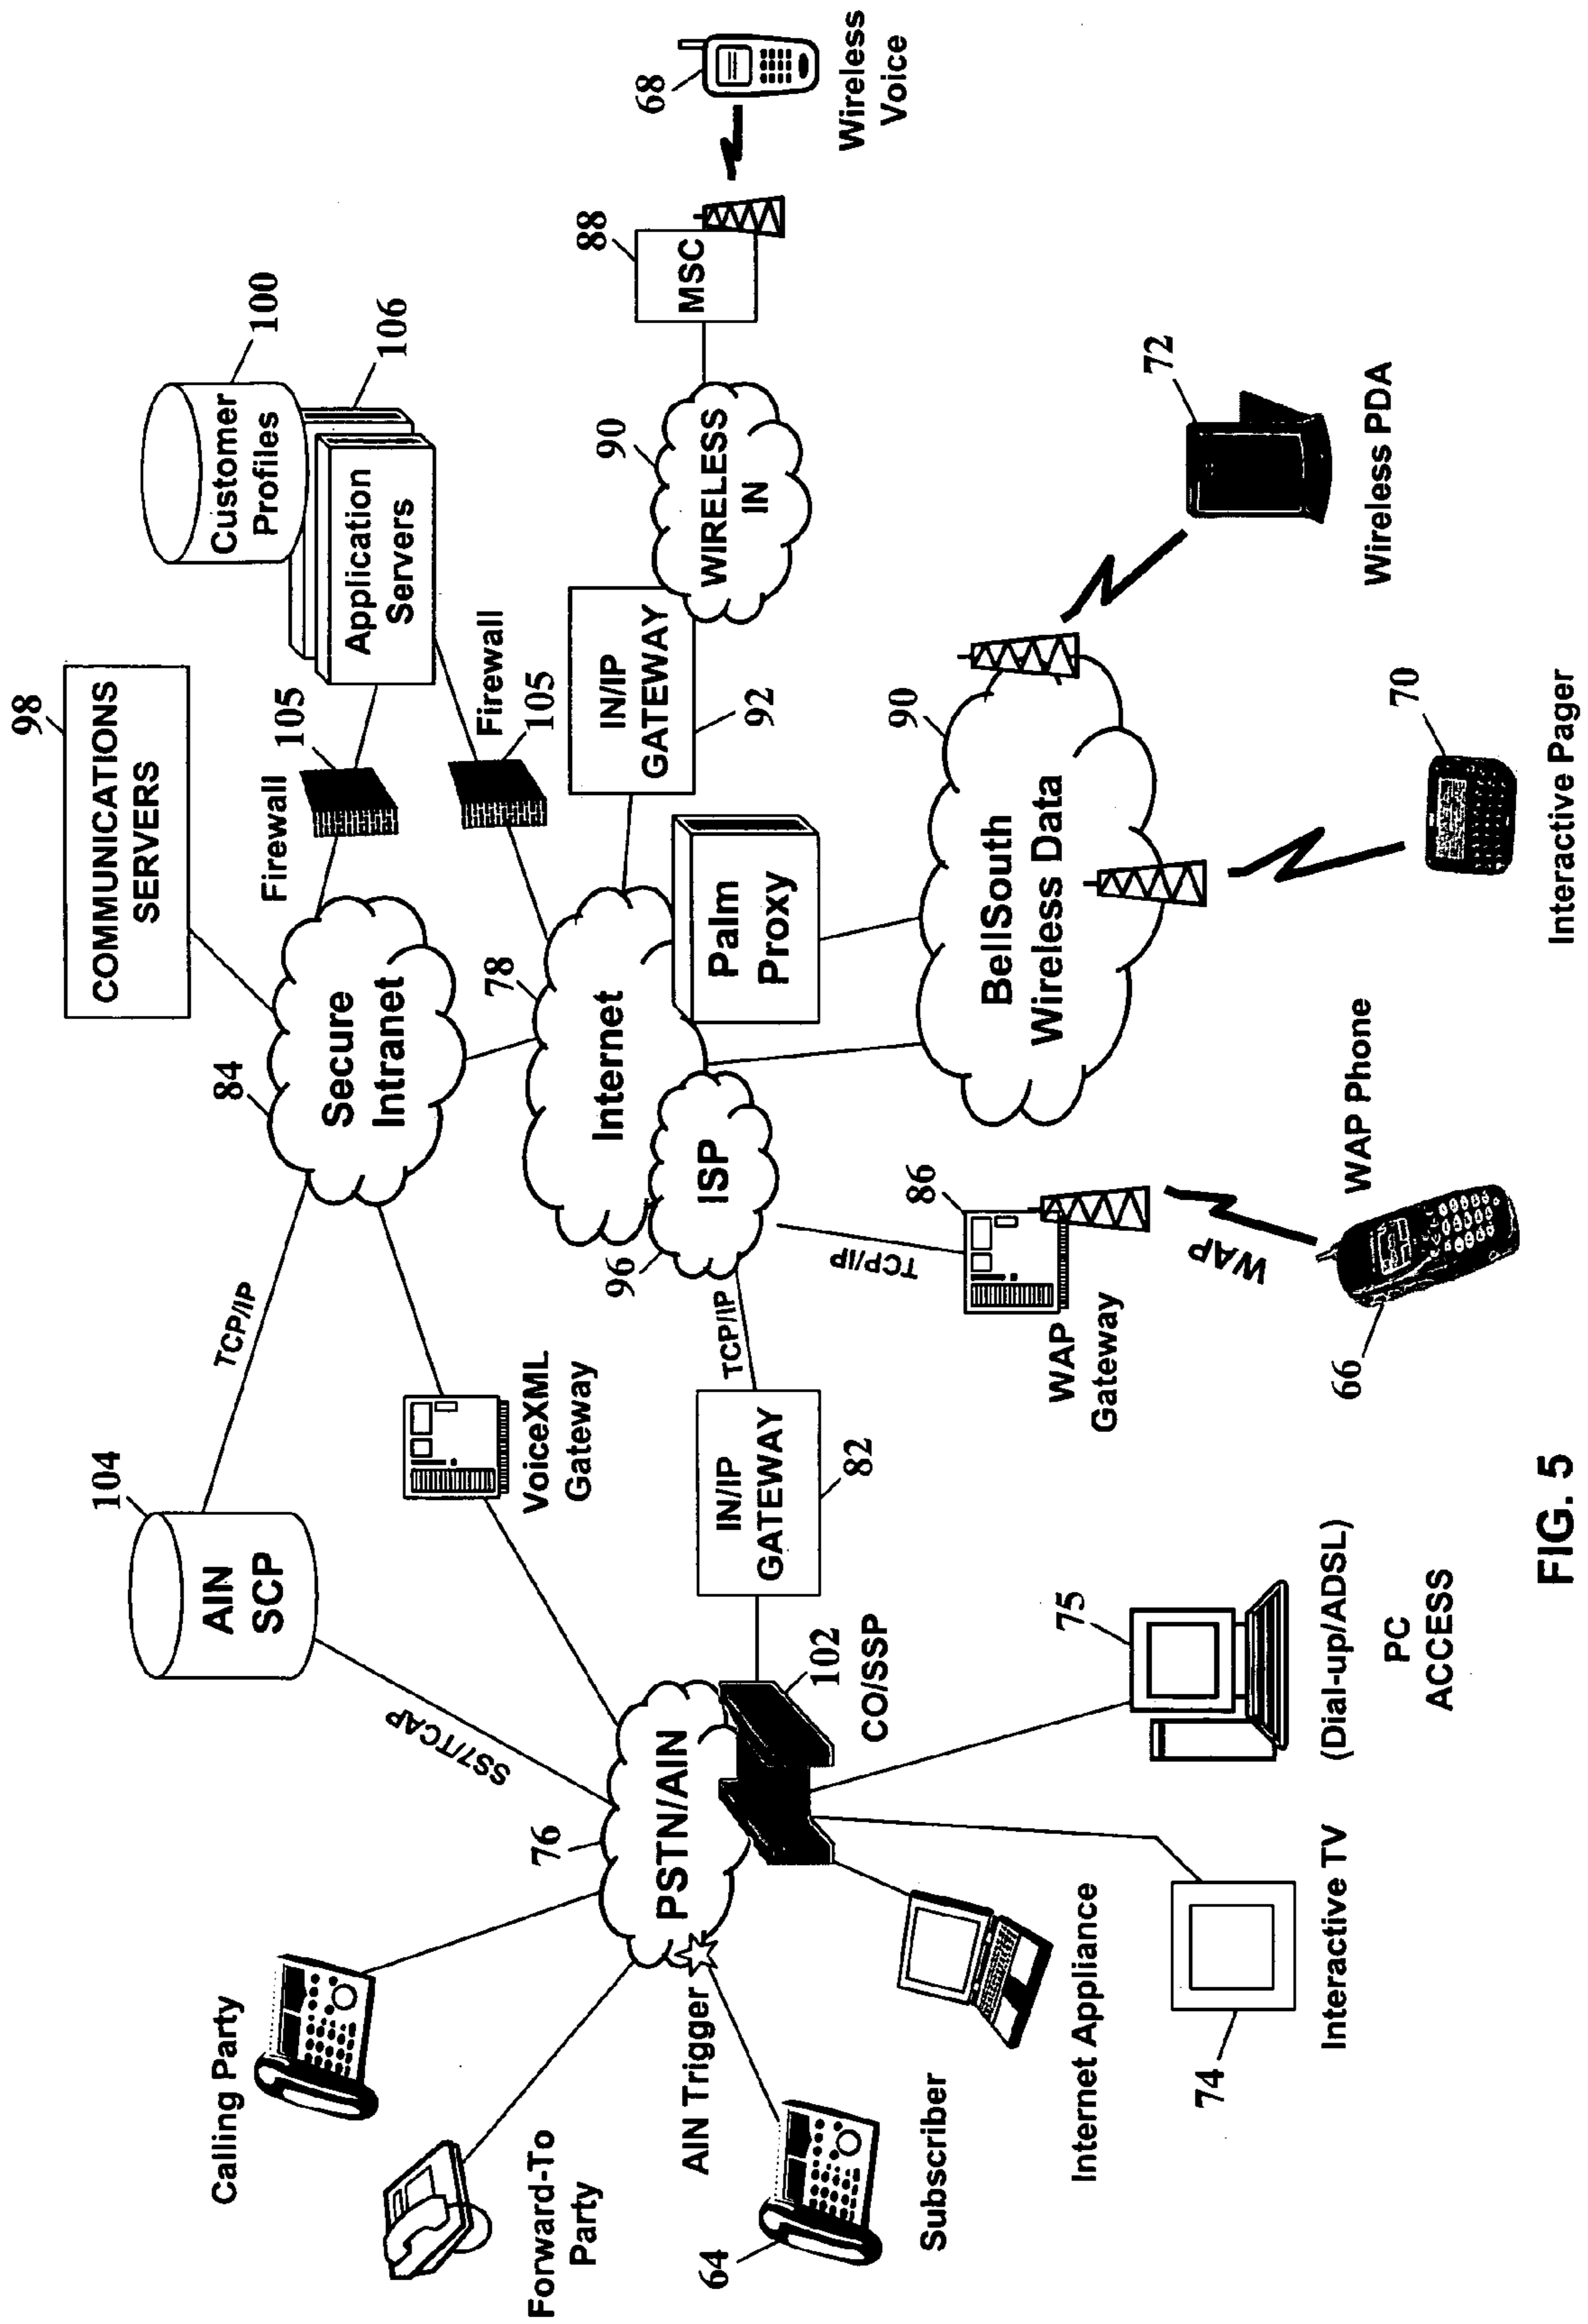 98
COMMUNICATIONS
SERVERS
100
Customer
Profiles
106
Application
Servers
Firewall
105
Firewall
105
84
Secure
Intranet
104
AIN
SCP
TCP/IP
SS7/TCAP
VoiceXML
Gateway
78
Internet
IN/IP
GATEWAY
92
90
WIRELESS
IN
88
MSC
68
Wireless
Voice
Palm
Proxy
96
ISP
TCP/IP
TCP/IP
IN/IP
GATEWAY
82
Calling Party
Forward-To
Party
76
PSTN/AIN
AIN Trigger
64
Subscriber
102
CO/SSP
86
WAP
Gateway
WAP
WAP Phone
66
90
BellSouth
Wireless Data
72
Wireless PDA
70
Interactive Pager
Internet Appliance
74
Interactive TV
75
(Dial-up/ADSL)
PC
ACCESS
FIG. 5